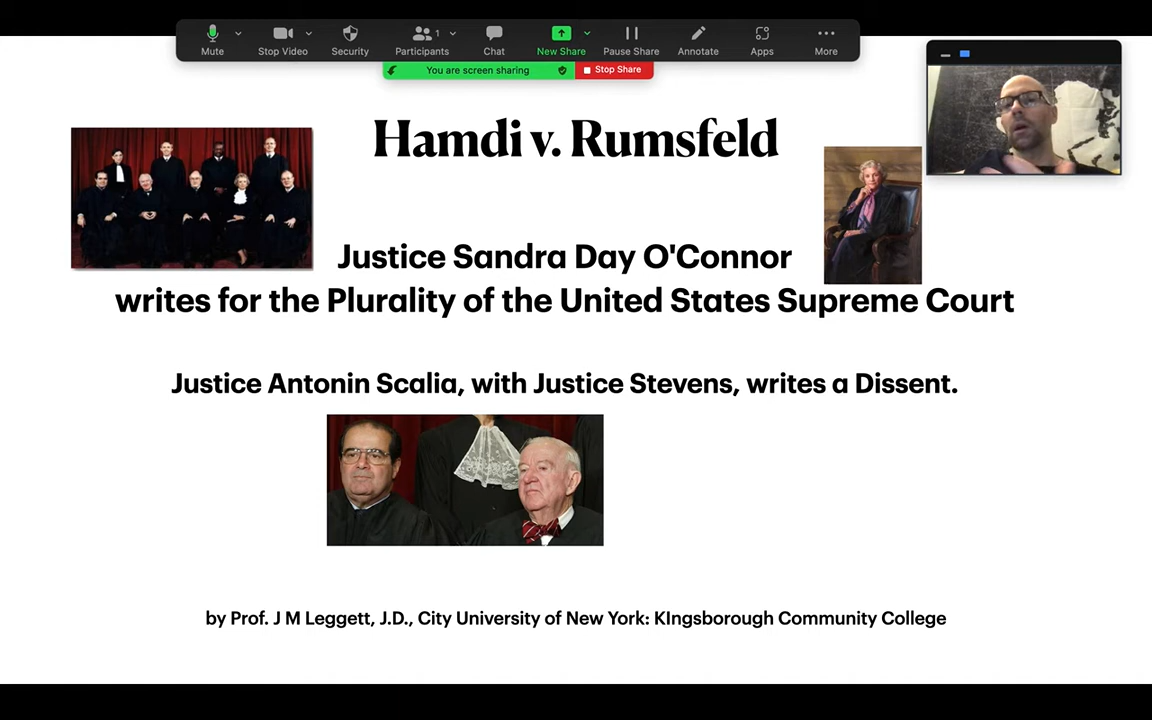 Mute
Stop Video
Security
Participants
1
Chat
New Share
Pause Share
Annotate
Apps
More
You are screen sharing
Stop Share
Hamdi v. Rumsfeld
Justice Sandra Day O'Connor
writes for the Plurality of the United States Supreme Court
Justice Antonin Scalia, with Justice Stevens, writes a Dissent.
by Prof. J M Leggett, J.D., City University of New York: KIngsborough Community College